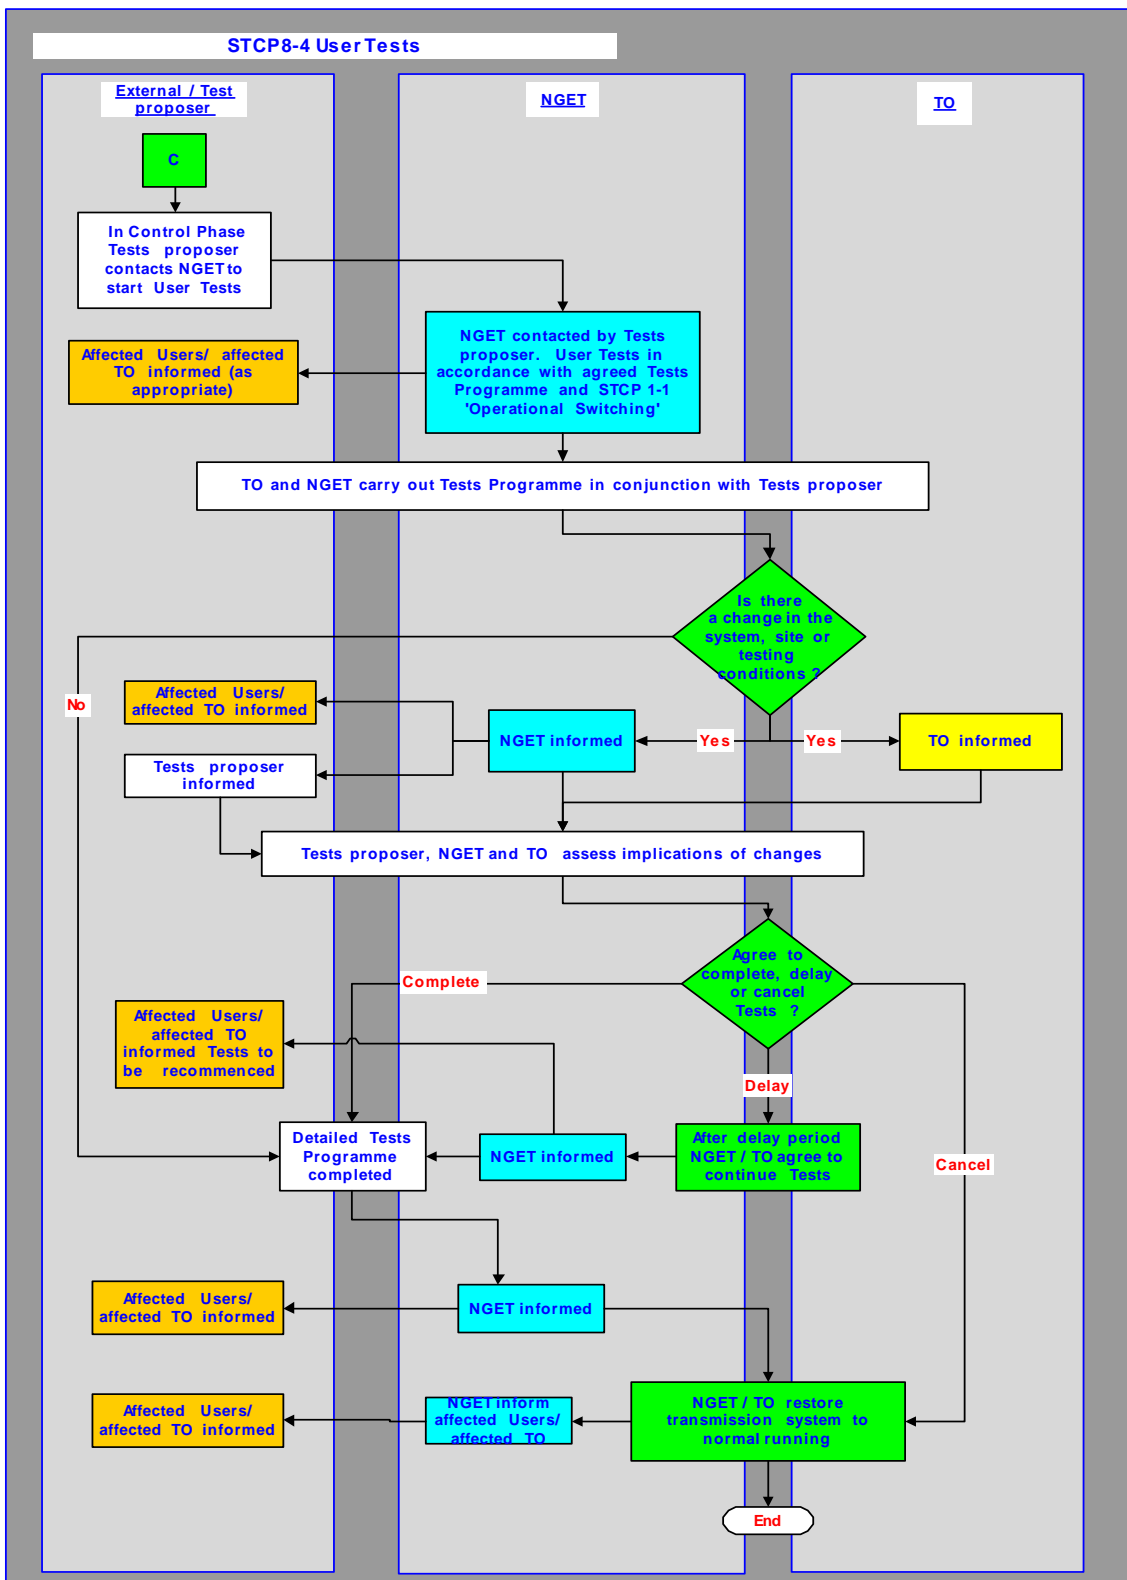 STCP8-4 User Tests
External / Test
proposer
NGET
TO
C
In Control Phase
Tests proposer
contacts NGET to
start User Tests
NGET contacted by Tests
proposer. User Tests in
accordance with agreed Tests
Programme and STCP 1-1
'Operational Switching'
Affected Users/ affected
TO informed (as
appropriate)
TO and NGET carry out Tests Programme in conjunction with Tests proposer
Is there
a change in the
system, site or
testing
conditions ?
No
Affected Users/
affected TO informed
NGET informed
Yes
Yes
TO informed
Tests proposer
informed
Tests proposer, NGET and TO assess implications of changes
Agree to
complete, delay
or cancel
Tests ?
Complete
Affected Users/
affected TO
informed Tests to
be recommenced
Delay
Detailed Tests
Programme
completed
NGET informed
After delay period
NGET / TO agree to
continue Tests
Cancel
Affected Users/
affected TO informed
NGET informed
Affected Users/
affected TO informed
NGET inform
affected Users/
affected TO
NGET / TO restore
transmission system to
normal running
End